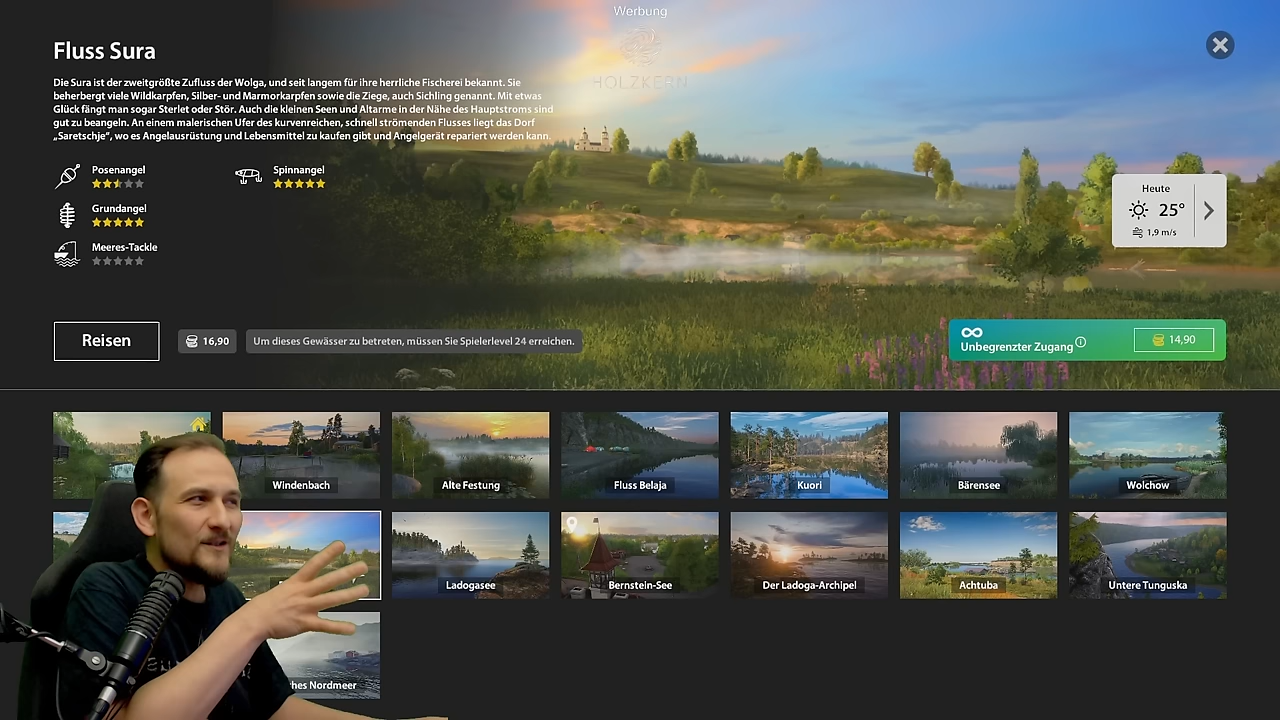 Werbung
HOLZKERN
Fluss Sura
Die Sura ist der zweitgrößte Zufluss der Wolga, und seit langem für ihre herrliche Fischerei bekannt. Sie
beherbergt viele Wildkarpfen, Silber- und Marmorkarpfen sowie die Ziege, auch Sichling genannt. Mit etwas
Glück fängt man sogar Sterlet oder Stör. Auch die kleinen Seen und Altarme in der Nähe des Hauptstroms sind
gut zu beangeln. An einem malerischen Ufer des kurvenreichen, schnell strömenden Flusses liegt das Dorf
„Saretschje“, wo es Angelausrüstung und Lebensmittel zu kaufen gibt und Angelgerät repariert werden kann.
Posenangel
Spinnangel
Grundangel
Meeres-Tackle
Heute
25°
1,9 m/s
Reisen
16,90
Um dieses Gewässer zu betreten, müssen Sie Spielerlevel 24 erreichen.
Unbegrenzter Zugang
14,90
Windenbach
Alte Festung
Fluss Belaja
Kuori
Bärensee
Wolchow
Ladogasee
Bernstein-See
Der Ladoga-Archipel
Achtuba
Untere Tunguska
hes Nordmeer